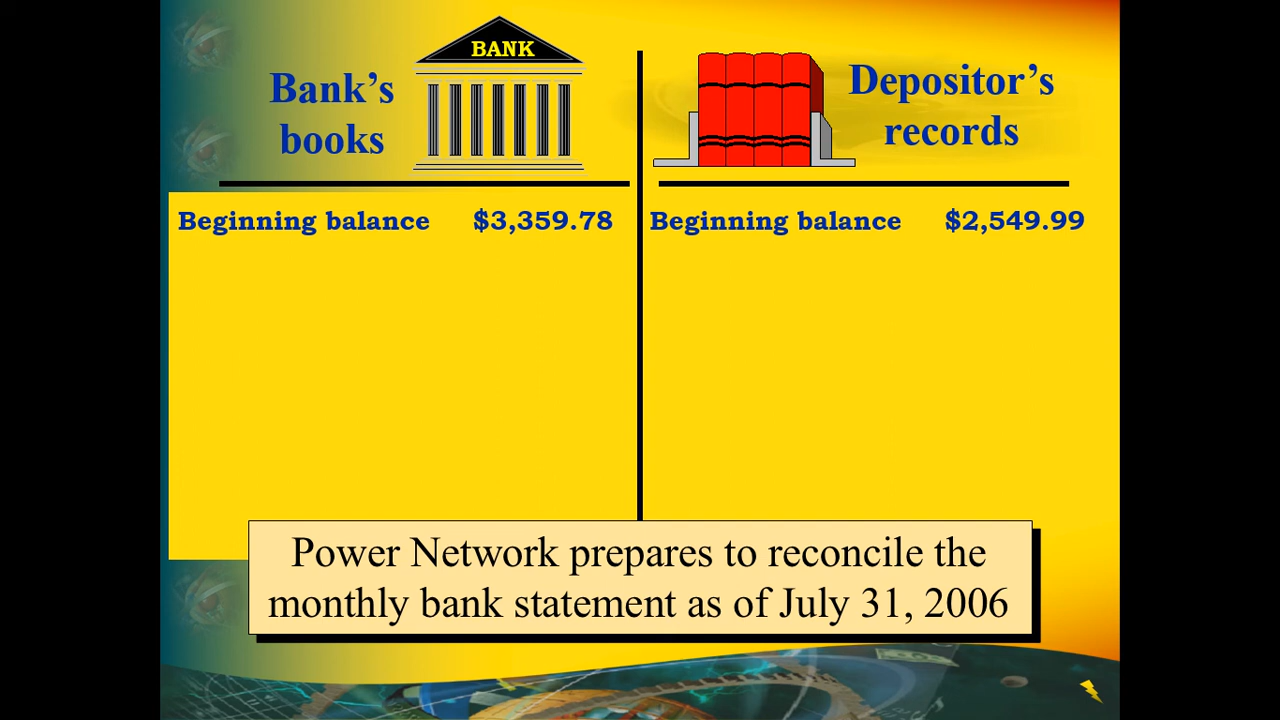 BANK
Bank’s
books
Depositor’s
records
Beginning balance $3,359.78
Beginning balance $2,549.99
Power Network prepares to reconcile the
monthly bank statement as of July 31, 2006